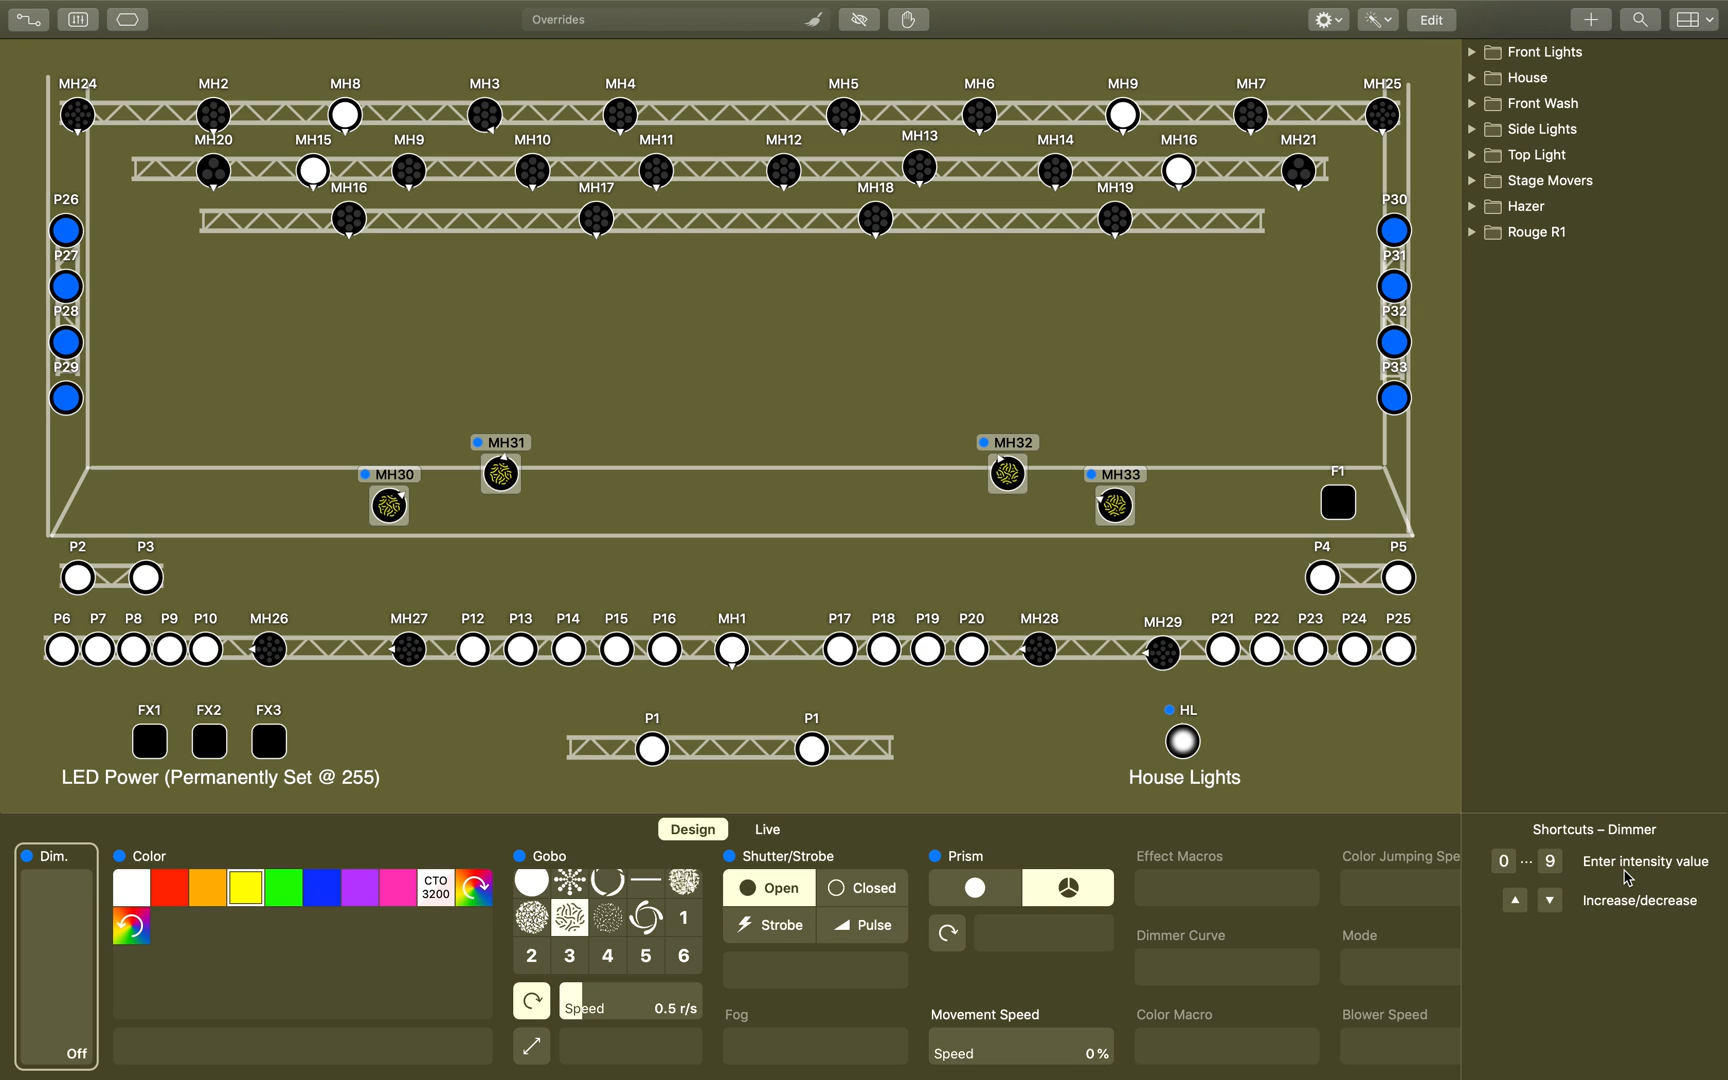 Overrides
Edit
MH24 MH2 MH8 MH3 MH4 MH5 MH6 MH9 MH7 MH25
MH20 MH15 MH9 MH10 MH11 MH12 MH13 MH14 MH16 MH21
MH16 MH17 MH18 MH19
P26 P30
P27 P31
P28 P32
P29 P33
MH31 MH32
MH30 MH33 F1
P2 P3 P4 P5
P6 P7 P8 P9 P10 MH26 MH27 P12 P13 P14 P15 P16 MH1 P17 P18 P19 P20 MH28 MH29 P21 P22 P23 P24 P25
FX1 FX2 FX3 P1 P1 HL
LED Power (Permanently Set @ 255) House Lights
Front Lights
House
Front Wash
Side Lights
Top Light
Stage Movers
Hazer
Rouge R1
Design Live
Dim.
Off
Color
CTO
3200
Gobo
1
2 3 4 5 6
Speed 0.5 r/s
Shutter/Strobe
Open Closed
Strobe Pulse
Fog
Prism
Movement Speed
Speed 0 %
Effect Macros
Dimmer Curve
Color Macro
Color Jumping Spe
Mode
Blower Speed
Shortcuts – Dimmer
0 ··· 9 Enter intensity value
Increase/decrease